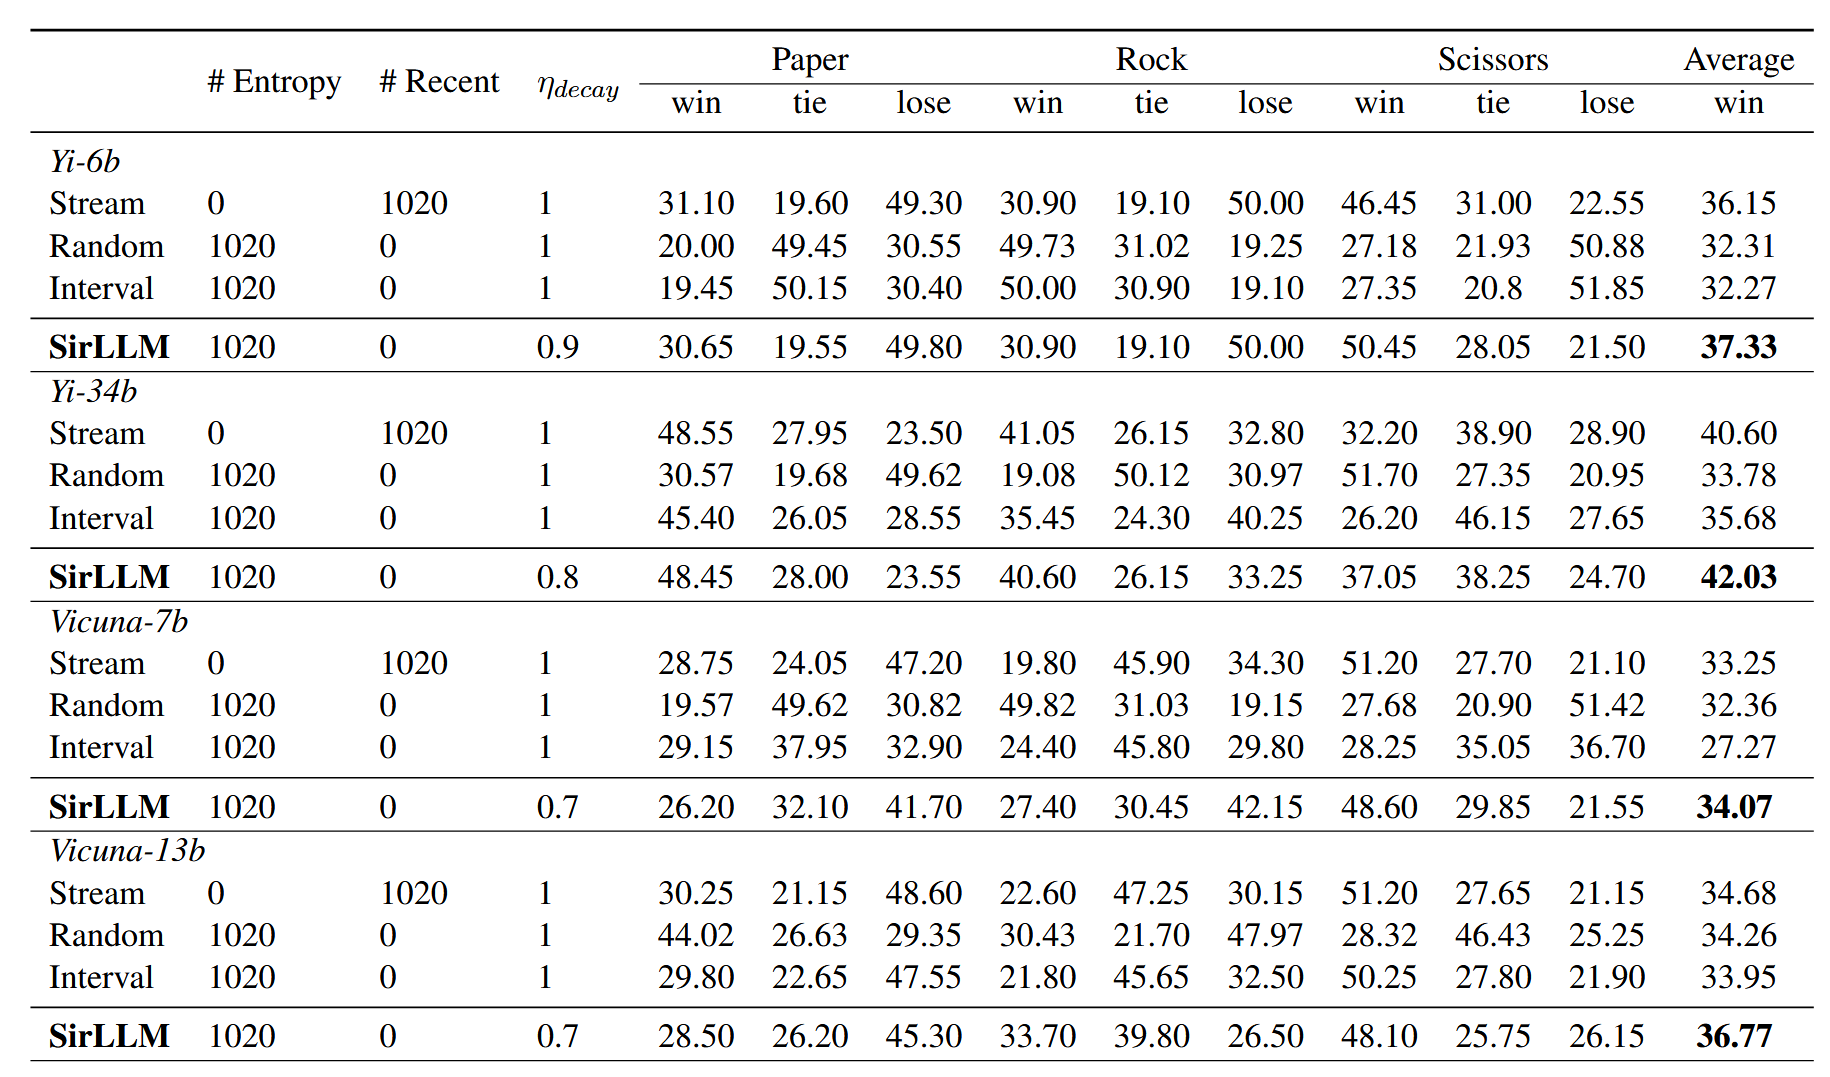 Paper Rock Scissors Average
# Entropy # Recent ηdecay
win tie lose win tie lose win tie lose win
Yi-6b
Stream 0 1020 1 31.10 19.60 49.30 30.90 19.10 50.00 46.45 31.00 22.55 36.15
Random 1020 0 1 20.00 49.45 30.55 49.73 31.02 19.25 27.18 21.93 50.88 32.31
Interval 1020 0 1 19.45 50.15 30.40 50.00 30.90 19.10 27.35 20.8 51.85 32.27
SirLLM 1020 0 0.9 30.65 19.55 49.80 30.90 19.10 50.00 50.45 28.05 21.50 37.33
Yi-34b
Stream 0 1020 1 48.55 27.95 23.50 41.05 26.15 32.80 32.20 38.90 28.90 40.60
Random 1020 0 1 30.57 19.68 49.62 19.08 50.12 30.97 51.70 27.35 20.95 33.78
Interval 1020 0 1 45.40 26.05 28.55 35.45 24.30 40.25 26.20 46.15 27.65 35.68
SirLLM 1020 0 0.8 48.45 28.00 23.55 40.60 26.15 33.25 37.05 38.25 24.70 42.03
Vicuna-7b
Stream 0 1020 1 28.75 24.05 47.20 19.80 45.90 34.30 51.20 27.70 21.10 33.25
Random 1020 0 1 19.57 49.62 30.82 49.82 31.03 19.15 27.68 20.90 51.42 32.36
Interval 1020 0 1 29.15 37.95 32.90 24.40 45.80 29.80 28.25 35.05 36.70 27.27
SirLLM 1020 0 0.7 26.20 32.10 41.70 27.40 30.45 42.15 48.60 29.85 21.55 34.07
Vicuna-13b
Stream 0 1020 1 30.25 21.15 48.60 22.60 47.25 30.15 51.20 27.65 21.15 34.68
Random 1020 0 1 44.02 26.63 29.35 30.43 21.70 47.97 28.32 46.43 25.25 34.26
Interval 1020 0 1 29.80 22.65 47.55 21.80 45.65 32.50 50.25 27.80 21.90 33.95
SirLLM 1020 0 0.7 28.50 26.20 45.30 33.70 39.80 26.50 48.10 25.75 26.15 36.77